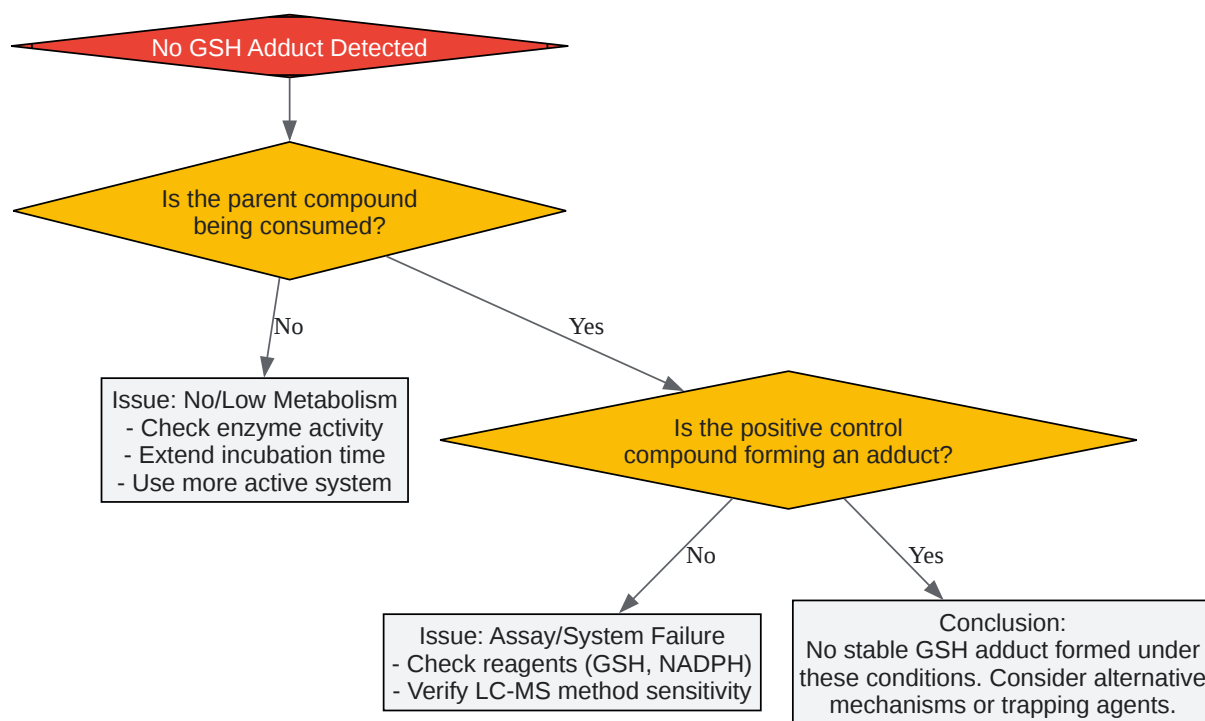 No GSH Adduct Detected
Is the parent compound
being consumed?
No
Yes
Issue: No/Low Metabolism
- Check enzyme activity
- Extend incubation time
- Use more active system
Is the positive control
compound forming an adduct?
No
Yes
Issue: Assay/System Failure
- Check reagents (GSH, NADPH)
- Verify LC-MS method sensitivity
Conclusion:
No stable GSH adduct formed under
these conditions. Consider alternative
mechanisms or trapping agents.